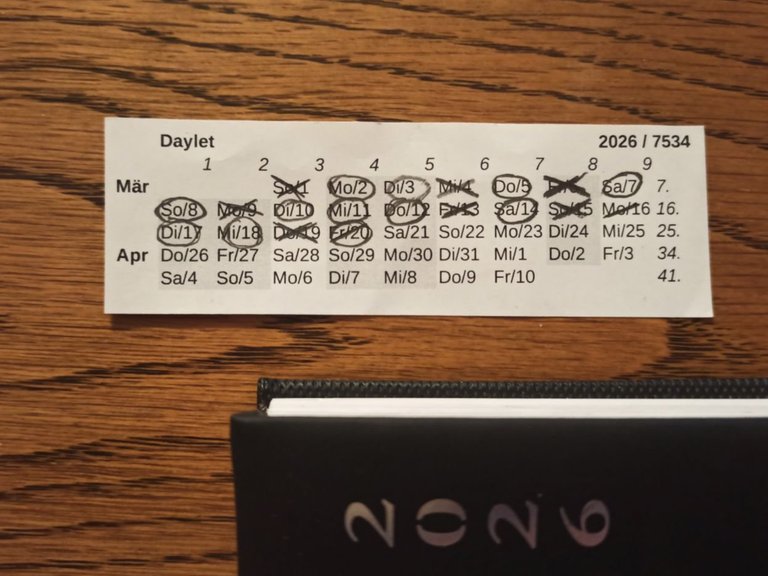 Daylet 2026 / 7534
1 2 3 4 5 6 7 8 9
Mär So/1 Mo/2 Di/3 Mi/4 Do/5 Fr/6 Sa/7 7.
So/8 Mo/9 Di/10 Mi/11 Do/12 Fr/13 Sa/14 So/15 Mo/16 16.
Di/17 Mi/18 Do/19 Fr/20 Sa/21 So/22 Mo/23 Di/24 Mi/25 25.
Apr Do/26 Fr/27 Sa/28 So/29 Mo/30 Di/31 Mi/1 Do/2 Fr/3 34.
Sa/4 So/5 Mo/6 Di/7 Mi/8 Do/9 Fr/10 41.
2026